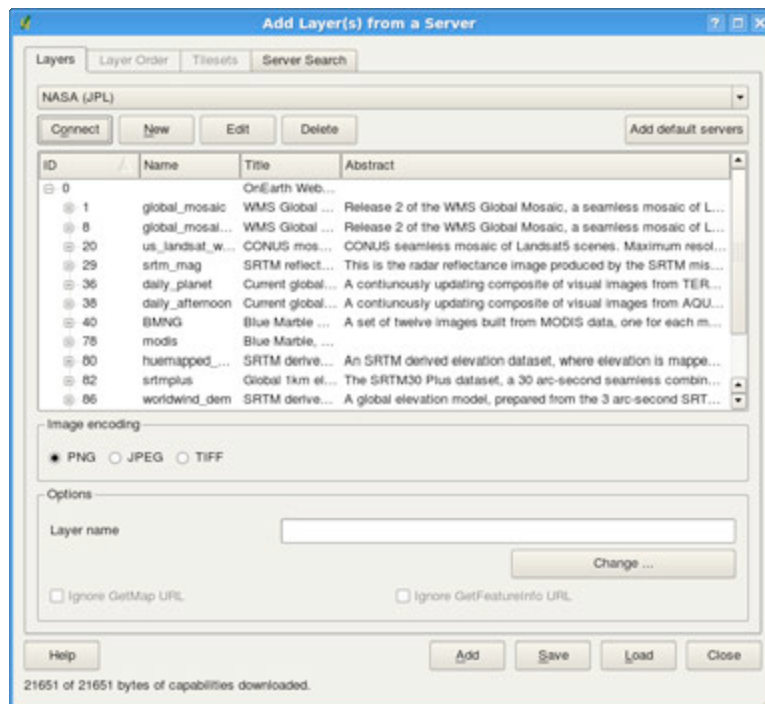 Add Layer(s) from a Server
Layers Layer Order Tilesets Server Search
NASA (JPL)
Connect New Edit Delete Add default servers
ID Name Title Abstract
0 OnEarth Web...
1 global_mosaic WMS Global ... Release 2 of the WMS Global Mosaic, a seamless mosaic of L...
8 global_mosai... WMS Global ... Release 2 of the WMS Global Mosaic, a seamless mosaic of L...
20 us_landsat_w... CONUS mos... CONUS seamless mosaic of Landsat5 scenes. Maximum resol...
29 srtm_mag SRTM reflect... This is the radar reflectance image produced by the SRTM mis...
36 daily_planet Current global... A contiunously updating composite of visual images from TER...
38 daily_afternoon Current global... A contiunously updating composite of visual images from AQU...
40 BMNG Blue Marble ... A set of twelve images built from MODIS data, one for each m...
78 modis Blue Marble, ...
80 huemapped_... SRTM derive... An SRTM derived elevation dataset, where elevation is mappe...
82 srtmplus Global 1km el... The SRTM30 Plus dataset, a 30 arc-second seamless combin...
86 worldwind_dem SRTM derive... A global elevation model, prepared from the 3 arc-second SRT...
Image encoding
PNG JPEG TIFF
Options
Layer name
Change ...
Ignore GetMap URL Ignore GetFeatureInfo URL
Help Add Save Load Close
21651 of 21651 bytes of capabilities downloaded.